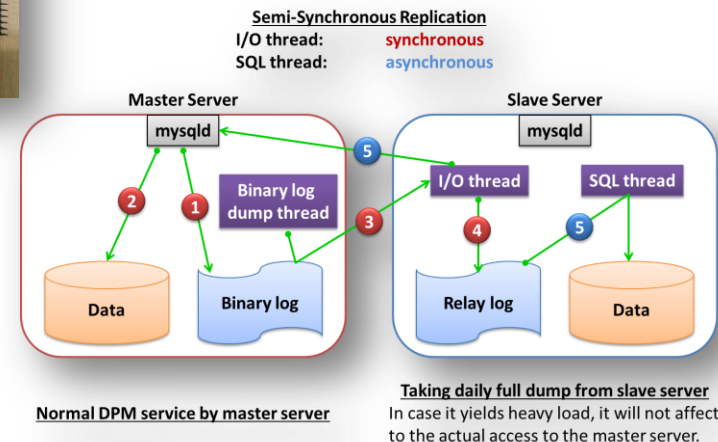 Semi-Synchronous Replication
I/O thread: synchronous
SQL thread: asynchronous
Master Server
Slave Server
mysqld
mysqld
5
I/O thread
SQL thread
Binary log
dump thread
2
1
3
4
5
Data
Binary log
Relay log
Data
Normal DPM service by master server
Taking daily full dump from slave server
In case it yields heavy load, it will not affect
to the actual access to the master server.